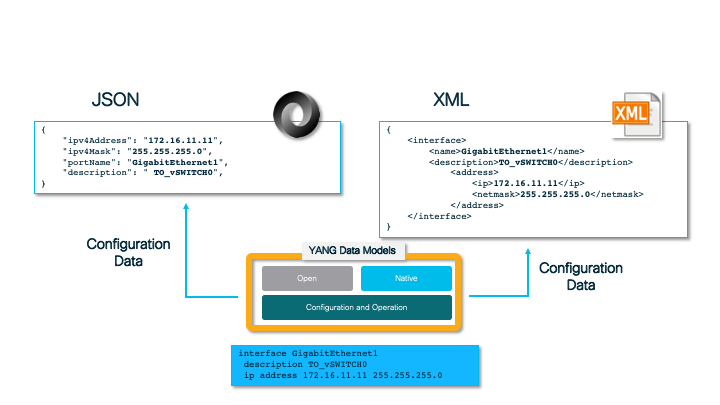 JSON
{
    "ipv4Address": "172.16.11.11",
    "ipv4Mask": "255.255.255.0",
    "portName": "GigabitEthernet1",
    "description": " TO_vSWITCH0",
}
XML
XML
{
    <interface>
        <name>GigabitEthernet1</name>
        <description>TO_vSWITCH0</description>
            <address>
                <ip>172.16.11.11</ip>
                <netmask>255.255.255.0</netmask>
            </address>
    </interface>
}
Configuration
Data
YANG Data Models
Open
Native
Configuration and Operation
Configuration
Data
interface GigabitEthernet1
 description TO_vSWITCH0
 ip address 172.16.11.11 255.255.255.0